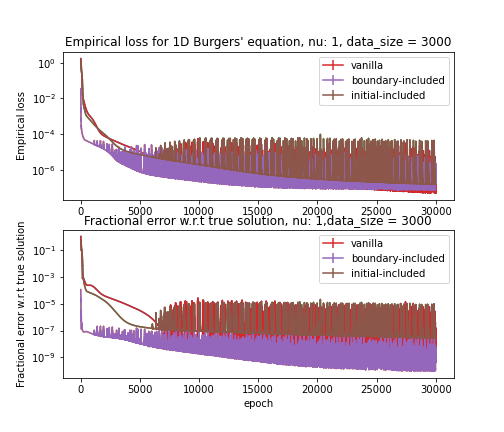 Empirical loss for 1D Burgers' equation, nu: 1, data_size = 3000
Empirical loss
10⁰
10⁻²
10⁻⁴
10⁻⁶
vanilla
boundary-included
initial-included
0 5000 10000 15000 20000 25000 30000
Fractional error w.r.t true solution, nu: 1,data_size = 3000
Fractional error w.r.t true solution
10⁻¹
10⁻³
10⁻⁵
10⁻⁷
10⁻⁹
vanilla
boundary-included
initial-included
0 5000 10000 15000 20000 25000 30000
epoch